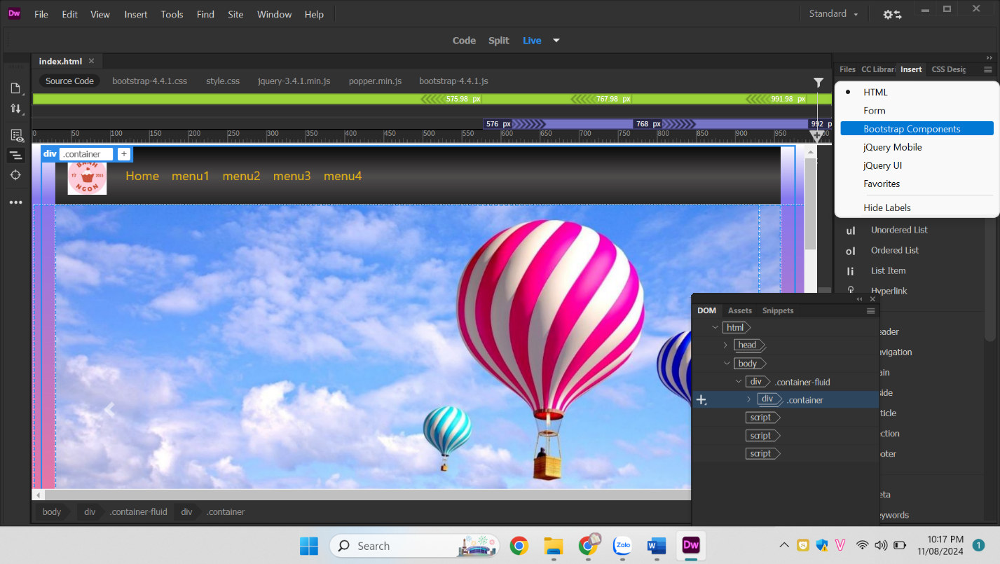 Dw File Edit View Insert Tools Find Site Window Help Standard
Code Split Live
index.html
Files CC Librari Insert CSS Desig
Source Code bootstrap-4.4.1.css style.css jquery-3.4.1.min.js popper.min.js bootstrap-4.4.1.js
575.98 px 767.98 px 991.98 px
576 px 768 px 992 p
0 50 100 150 200 250 300 350 400 450 500 550 600 650 700 750 800 850 900 950
div .container +
BÁNH
TỪ 2015
NGON
Home menu1 menu2 menu3 menu4
HTML
Form
Bootstrap Components
jQuery Mobile
jQuery UI
Favorites
Hide Labels
ul Unordered List
ol Ordered List
li List Item
Hyperlink
eader
avigation
ain
side
ticle
ection
ooter
eta
eywords
DOM Assets Snippets
html
head
body
div .container-fluid
div .container
script
script
script
body div .container-fluid div .container
Search
Zalo
W
Dw
10:17 PM
11/08/2024
1